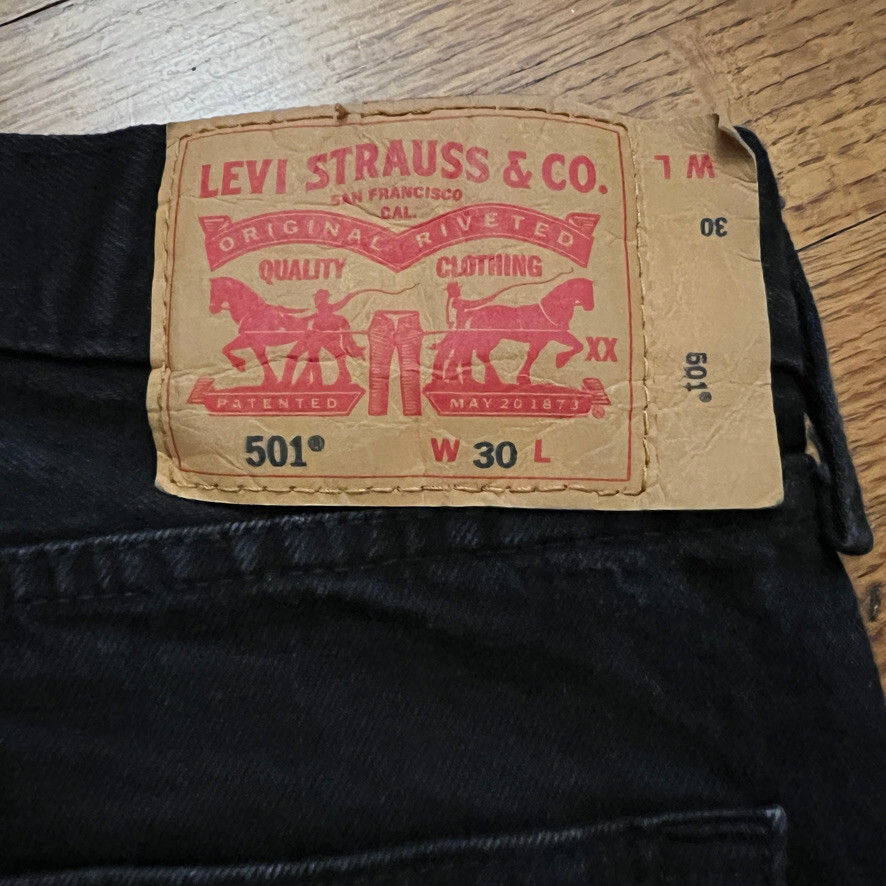 LEVI STRAUSS & CO.
SAN FRANCISCO
CAL.
ORIGINAL RIVETED
QUALITY CLOTHING
XX
PATENTED MAY 20 1873 ®
501® W 30 L
W L
30
501®